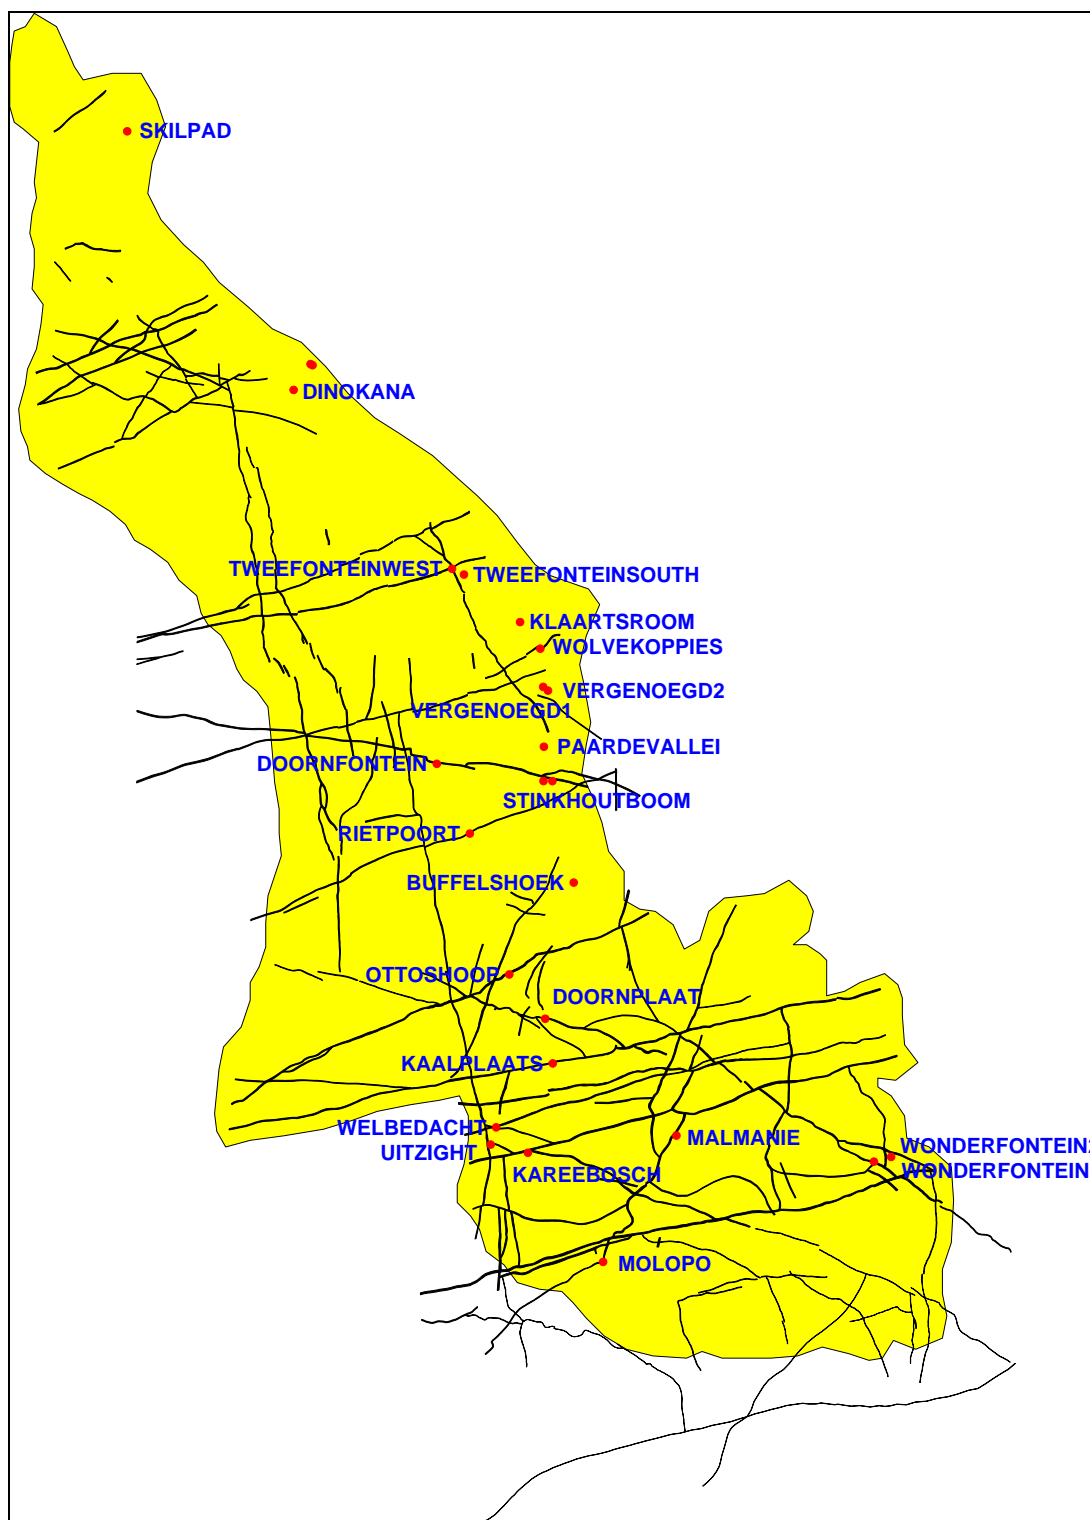 SKILPAD
DINOKANA
TWEEFONTEINWEST
TWEEFONTEINSOUTH
KLAARTSROOM
WOLVEKOPPIES
VERGENOEGD2
VERGENOEGD1
PAARDEVALLEI
DOORNFONTEIN
STINKHOUTBOOM
RIETPOORT
BUFFELSHOEK
OTTOSHOOP
DOORNPLAAT
KAALPLAATS
WELBEDACHT
MALMANIE
UITZIGHT
WONDERFONTEIN2
KAREEBOSCH
WONDERFONTEIN
MOLOPO